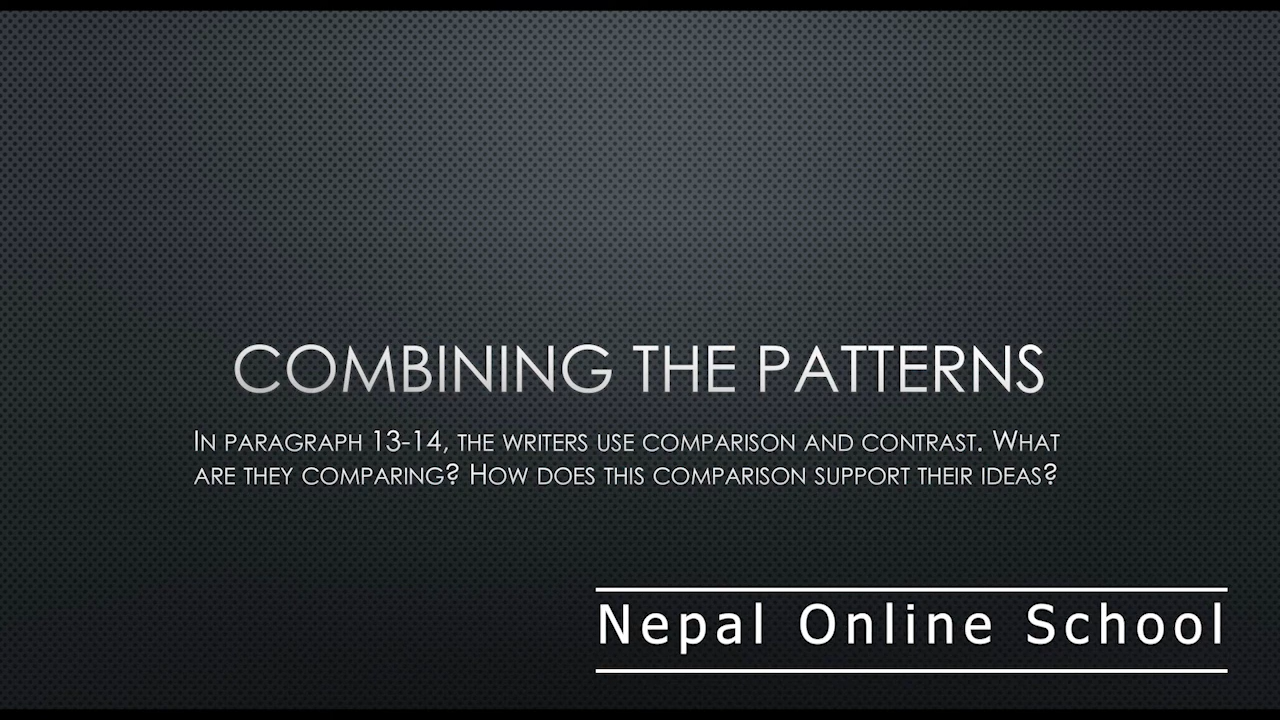 COMBINING THE PATTERNS
IN PARAGRAPH 13-14, THE WRITERS USE COMPARISON AND CONTRAST. WHAT
ARE THEY COMPARING? HOW DOES THIS COMPARISON SUPPORT THEIR IDEAS?
Nepal Online School